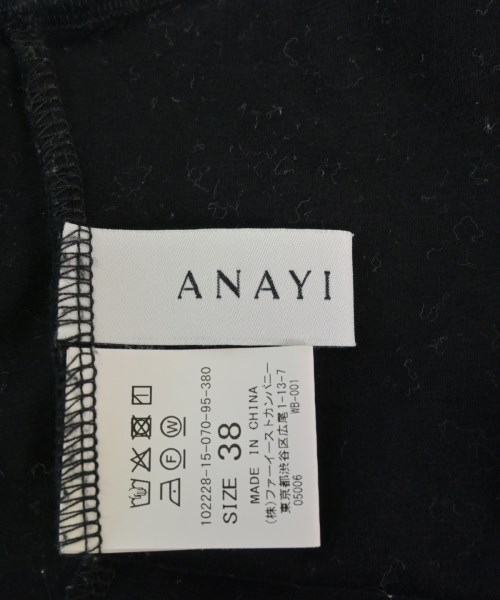 ANAYI
102228-15-070-95-380
SIZE 38
MADE IN CHINA
(株)ファーイーストカンパニー
東京都渋谷区広尾1-13-7
05006 WB-001